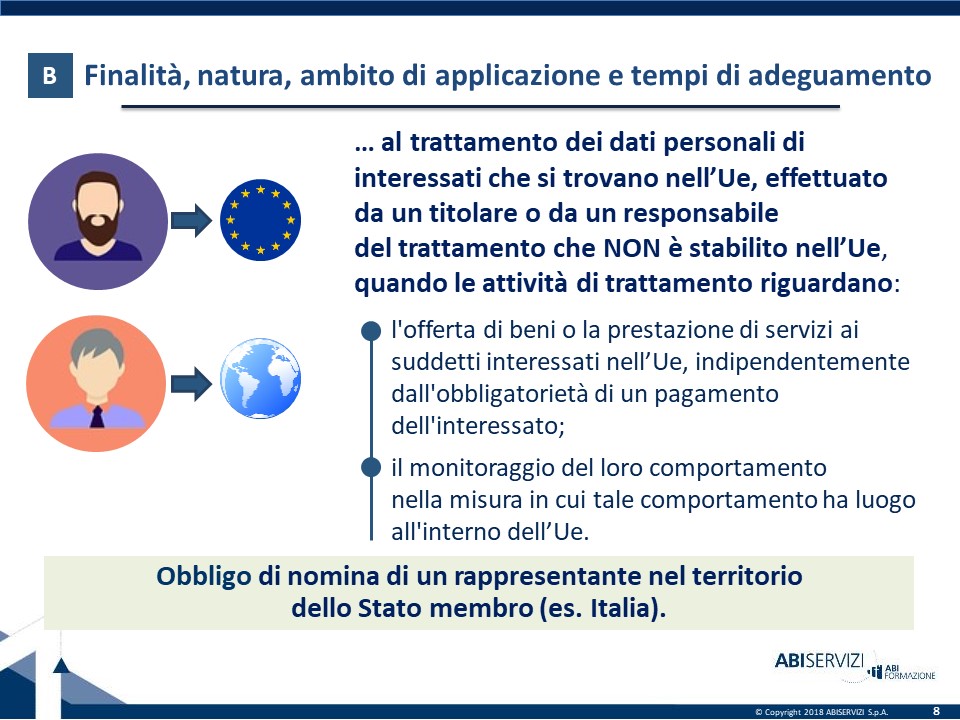 B
Finalità, natura, ambito di applicazione e tempi di adeguamento
... al trattamento dei dati personali di
interessati che si trovano nell’Ue, effettuato
da un titolare o da un responsabile
del trattamento che NON è stabilito nell’Ue,
quando le attività di trattamento riguardano:
l'offerta di beni o la prestazione di servizi ai
suddetti interessati nell’Ue, indipendentemente
dall'obbligatorietà di un pagamento
dell'interessato;
il monitoraggio del loro comportamento
nella misura in cui tale comportamento ha luogo
all'interno dell’Ue.
Obbligo di nomina di un rappresentante nel territorio
dello Stato membro (es. Italia).
ABISERVIZI
ABI
FORMAZIONE
© Copyright 2018 ABISERVIZI S.p.A.
8